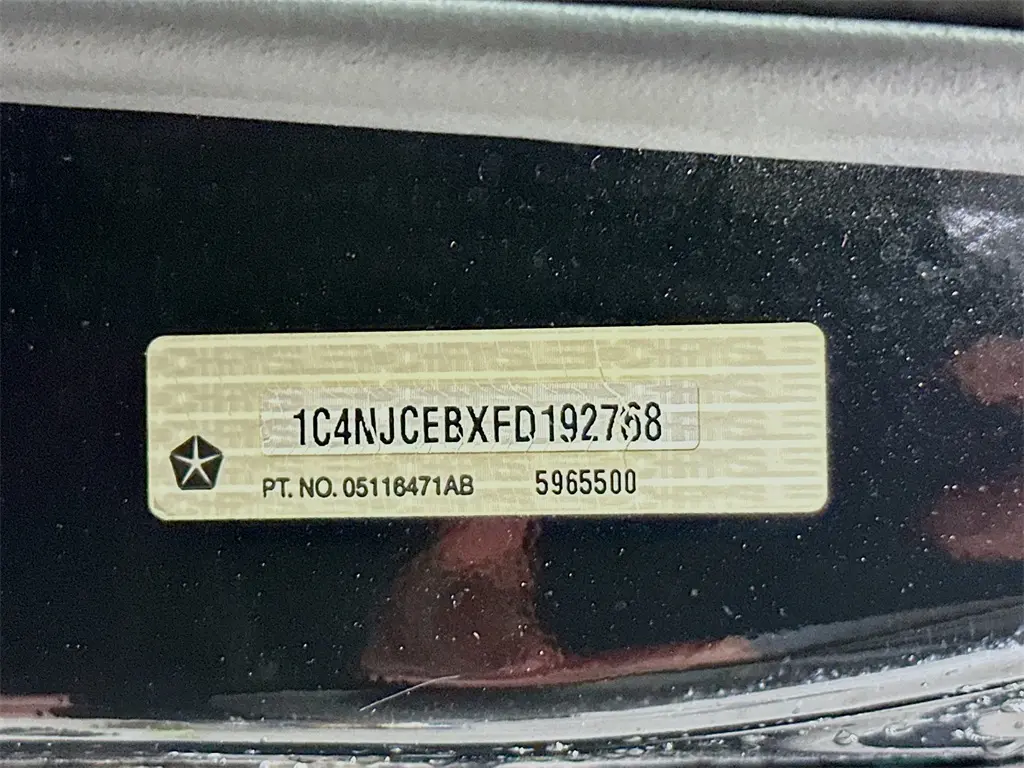 1C4NJCEBXFD192768
PT. NO. 05116471AB 5965500